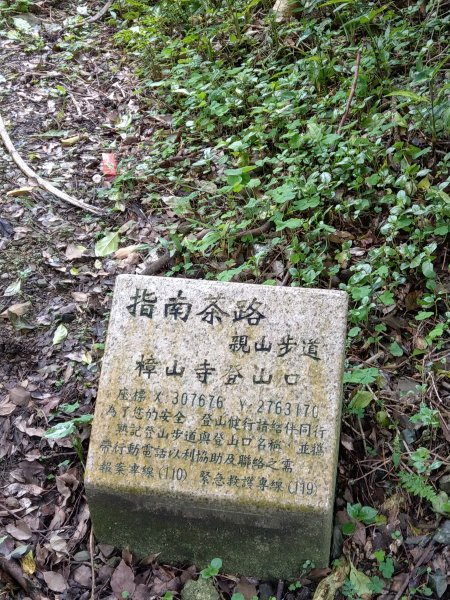 指南茶路
親山步道
樟山寺登山口
座標 X:307676 Y:2763170
為了您的安全,登山健行請結伴同行
熟記登山步道與登山口名稱,並攜
帶行動電話以利協助及聯絡之需
報案專線(110) 緊急救護專線(119)